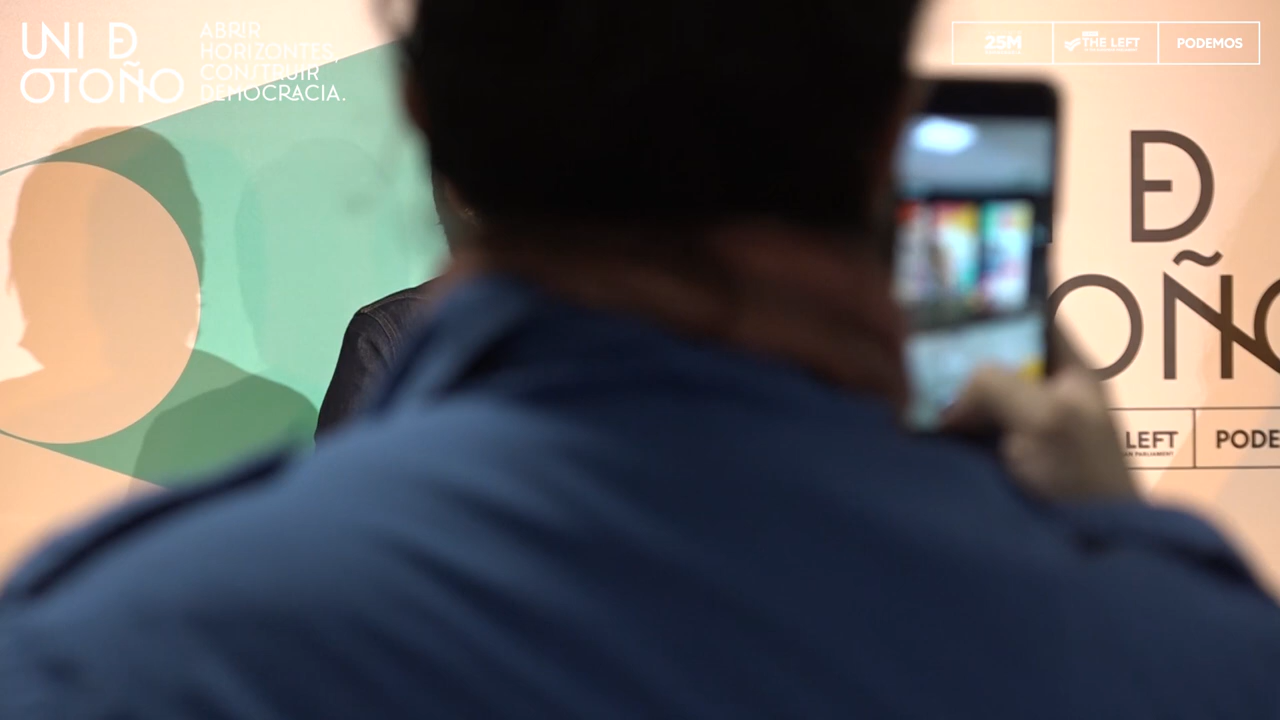 UNI Đ
OTOÑO
ABRIR
HORIZONTES,
CONSTRUIR
DEMOCRACIA.
25M
THE LEFT
PODEMOS
Đ
OÑO
LEFT
PODE